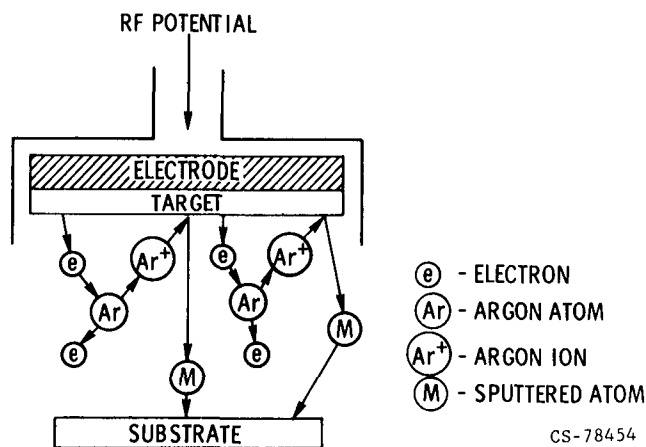 RF POTENTIAL
ELECTRODE
TARGET
e Ar⁺ e Ar⁺
Ar Ar
e e
M
M
SUBSTRATE
e - ELECTRON
Ar - ARGON ATOM
Ar⁺ - ARGON ION
M - SPUTTERED ATOM
CS-78454